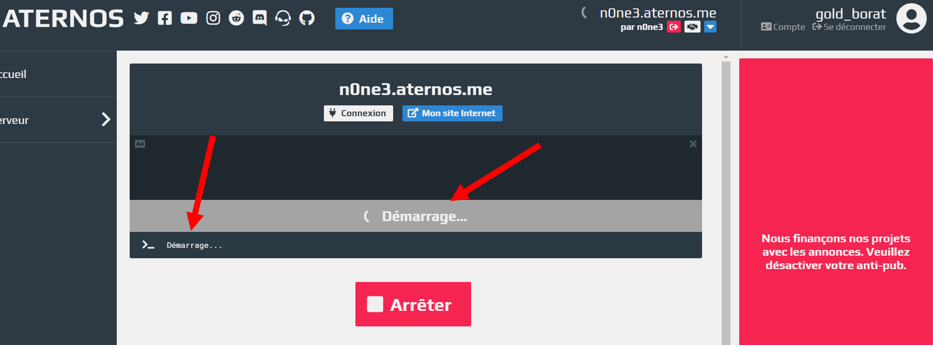 ATERNOS
Aide
n0ne3.aternos.me
par n0ne3
gold_borat
Compte
Se déconnecter
ccueil
erveur
n0ne3.aternos.me
Connexion
Mon site Internet
Ad
Démarrage...
Démarrage...
Arrêter
Nous finançons nos projets
avec les annonces. Veuillez
désactiver votre anti-pub.